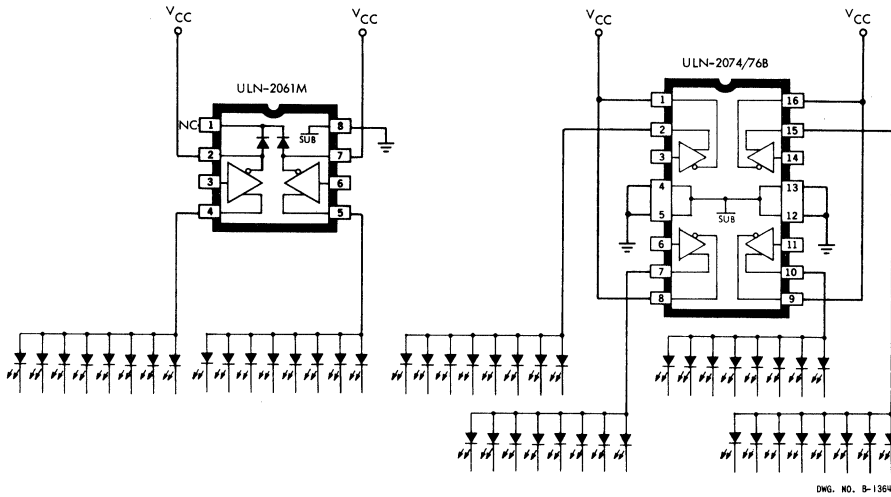 VCC
VCC
VCC
VCC
ULN-2061M
ULN-2074/76B
NC
1
8
SUB
2
7
3
6
4
5
1
16
2
15
3
14
4
13
5
12
SUB
6
11
7
10
8
9
DWG. NO. B-1364